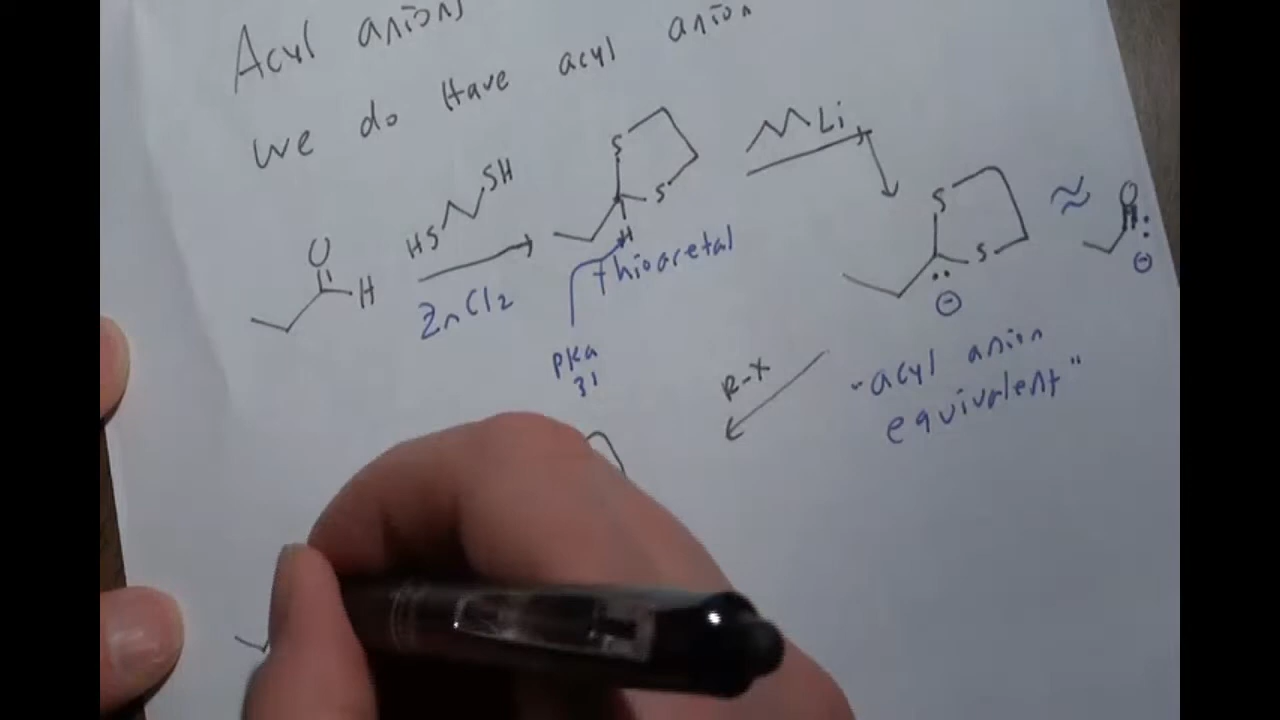 Acyl anions
we do Have acyl anion
SH
HS
ZnCl2
O
H
S
S
H
thioacetal
pKa
31
Li
S
S
⊖
≈
O
⊖
"acyl anion
equivalent"
R-X